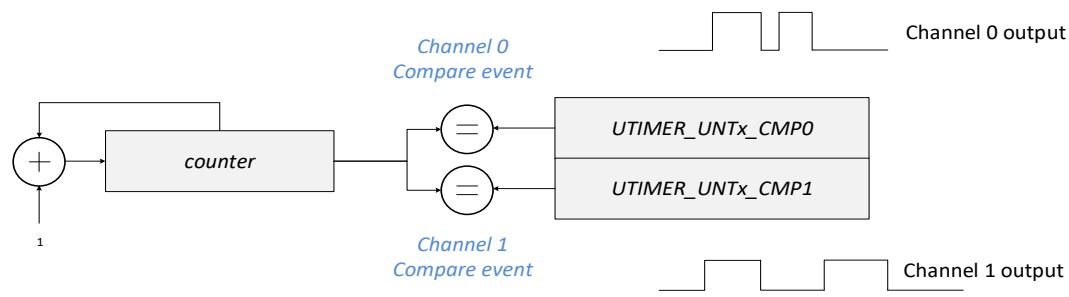 Channel 0 output
Channel 0
Compare event
UTIMER_UNTx_CMP0
+
counter
=
=
UTIMER_UNTx_CMP1
1
Channel 1
Compare event
Channel 1 output